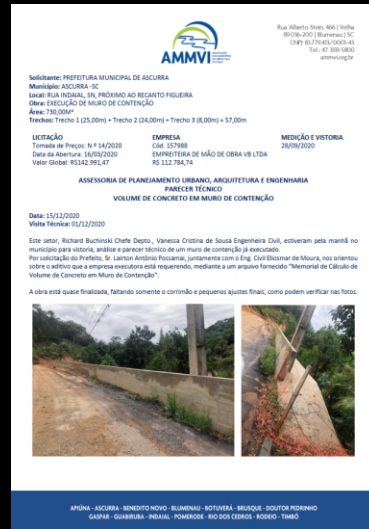 AMMVI
Rua Alberto Stein, 466 | Velha
89036-200 | Blumenau | SC
CNPJ: 83.779.413/0001-43
Tel.: 47 3331-5800
ammvi.org.br
Solicitante: PREFEITURA MUNICIPAL DE ASCURRA
Município: ASCURRA -SC
Local: RUA INDAIAL, SN, PRÓXIMO AO RECANTO FIGUEIRA
Obra: EXECUÇÃO DE MURO DE CONTENÇÃO
Área: 730,00M²
Trechos: Trecho 1 (25,00m) + Trecho 2 (24,00m) + Trecho 3 (8,00m) = 57,00m
LICITAÇÃO EMPRESA MEDIÇÃO E VISTORIA
Tomada de Preços: N.º 14/2020 Cód. 157988 28/09/2020
Data da Abertura: 16/03/2020 EMPREITEIRA DE MÃO DE OBRA VB LTDA
Valor Global: R$142.991,47 R$ 112.784,74
ASSESSORIA DE PLANEJAMENTO URBANO, ARQUITETURA E ENGENHARIA
PARECER TÉCNICO
VOLUME DE CONCRETO EM MURO DE CONTENÇÃO
Data: 15/12/2020
Visita Técnica: 01/12/2020
Este setor, Richard Buchinski Chefe Depto., Vanessa Cristina de Sousa Engenheira Civil, estiveram pela manhã no
município para vistoria, análise e parecer técnico de um muro de contenção já executado.
Por solicitação do Prefeito, Sr. Lairton Antônio Possamai, juntamente com o Eng. Civil Eliosmar de Moura, nos orientou
sobre o aditivo que a empresa executora está requerendo, mediante a um arquivo fornecido "Memorial de Cálculo de
Volume de Concreto em Muro de Contenção".
A obra está quase finalizada, faltando somente o corrimão e pequenos ajustes finais, como podem verificar nas fotos:
APIÚNA - ASCURRA - BENEDITO NOVO - BLUMENAU - BOTUVERÁ - BRUSQUE - DOUTOR PEDRINHO
GASPAR - GUABIRUBA - INDAIAL - POMERODE - RIO DOS CEDROS - RODEIO - TIMBÓ